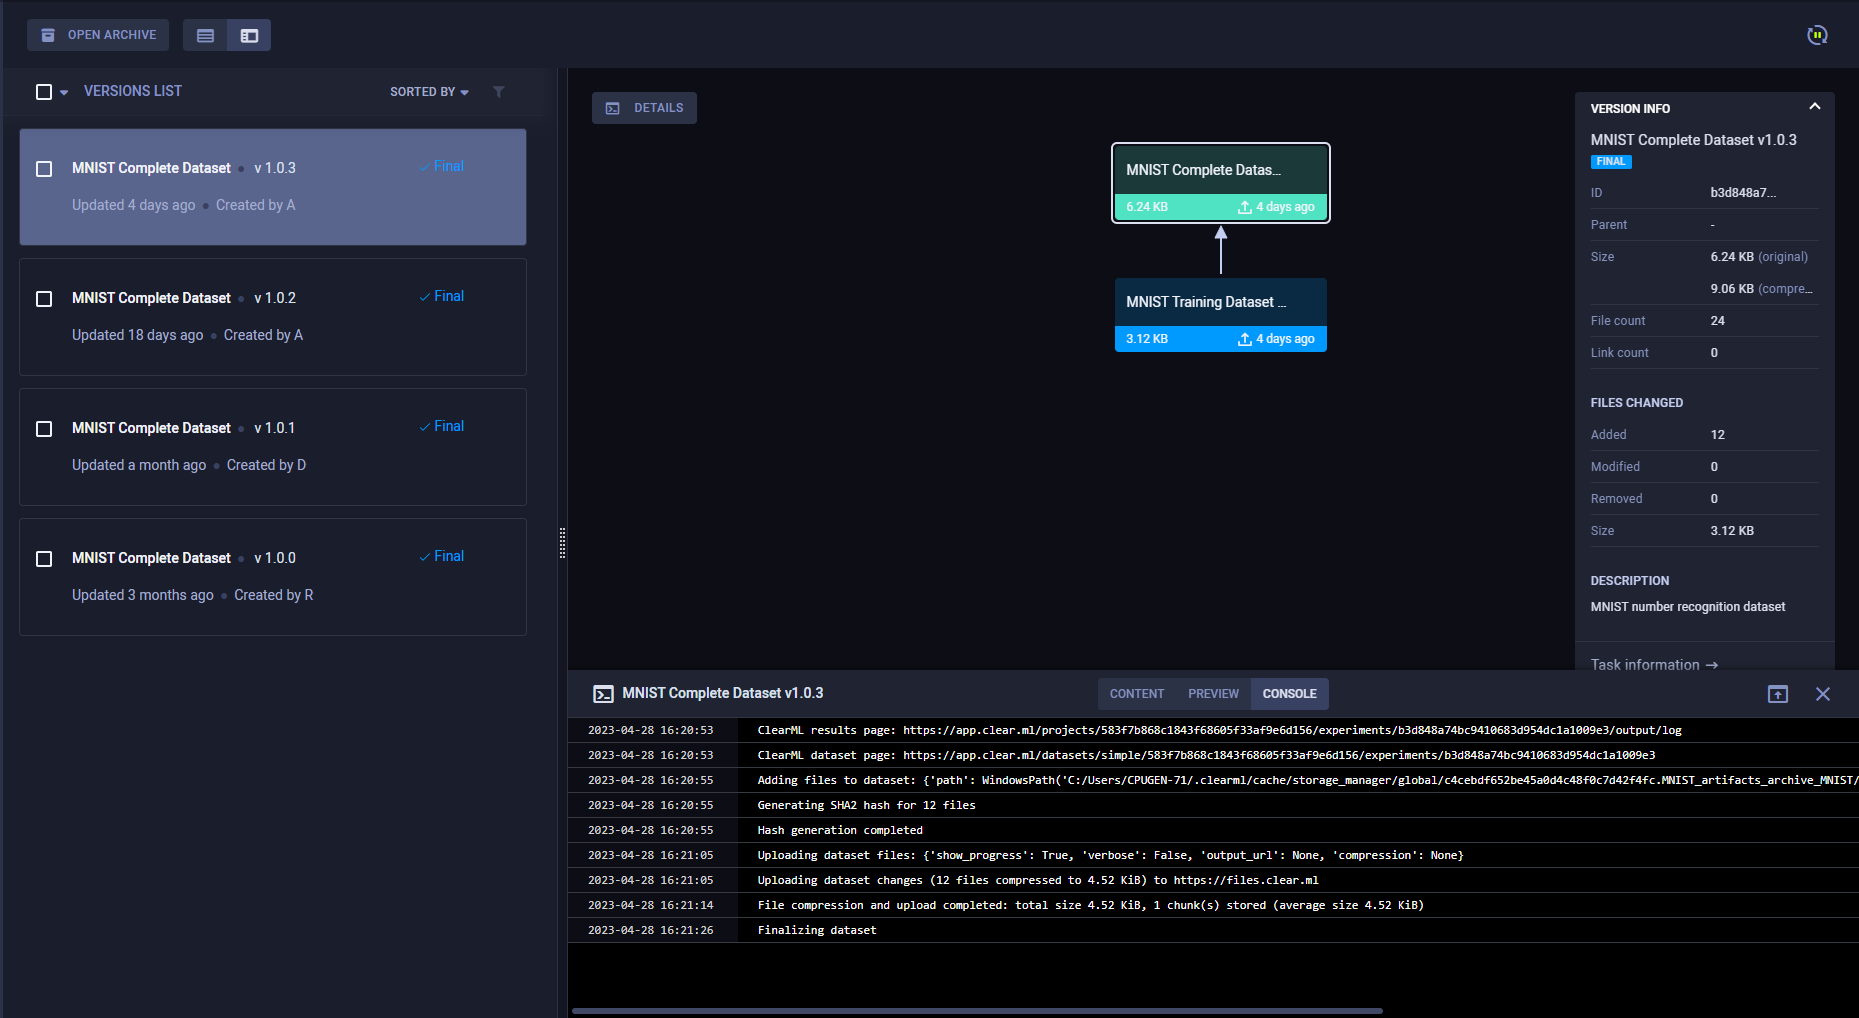 OPEN ARCHIVE
VERSIONS LIST
SORTED BY
MNIST Complete Dataset • v 1.0.3
Final
Updated 4 days ago • Created by A
MNIST Complete Dataset • v 1.0.2
Final
Updated 18 days ago • Created by A
MNIST Complete Dataset • v 1.0.1
Final
Updated a month ago • Created by D
MNIST Complete Dataset • v 1.0.0
Final
Updated 3 months ago • Created by R
DETAILS
MNIST Complete Datas...
6.24 KB
4 days ago
MNIST Training Dataset ...
3.12 KB
4 days ago
VERSION INFO
MNIST Complete Dataset v1.0.3
FINAL
ID b3d848a7...
Parent -
Size 6.24 KB (original)
9.06 KB (compre...
File count 24
Link count 0
FILES CHANGED
Added 12
Modified 0
Removed 0
Size 3.12 KB
DESCRIPTION
MNIST number recognition dataset
Task information →
MNIST Complete Dataset v1.0.3
CONTENT PREVIEW CONSOLE
2023-04-28 16:20:53 ClearML results page: https://app.clear.ml/projects/583f7b868c1843f68605f33af9e6d156/experiments/b3d848a74bc9410683d954dc1a1009e3/output/log
2023-04-28 16:20:53 ClearML dataset page: https://app.clear.ml/datasets/simple/583f7b868c1843f68605f33af9e6d156/experiments/b3d848a74bc9410683d954dc1a1009e3
2023-04-28 16:20:55 Adding files to dataset: {'path': WindowsPath('C:/Users/CPUGEN-71/.clearml/cache/storage_manager/global/c4cebdf652be45a0d4c48f0c7d42f4fc.MNIST_artifacts_archive_MNIST/
2023-04-28 16:20:55 Generating SHA2 hash for 12 files
2023-04-28 16:20:55 Hash generation completed
2023-04-28 16:21:05 Uploading dataset files: {'show_progress': True, 'verbose': False, 'output_url': None, 'compression': None}
2023-04-28 16:21:05 Uploading dataset changes (12 files compressed to 4.52 KiB) to https://files.clear.ml
2023-04-28 16:21:14 File compression and upload completed: total size 4.52 KiB, 1 chunk(s) stored (average size 4.52 KiB)
2023-04-28 16:21:26 Finalizing dataset